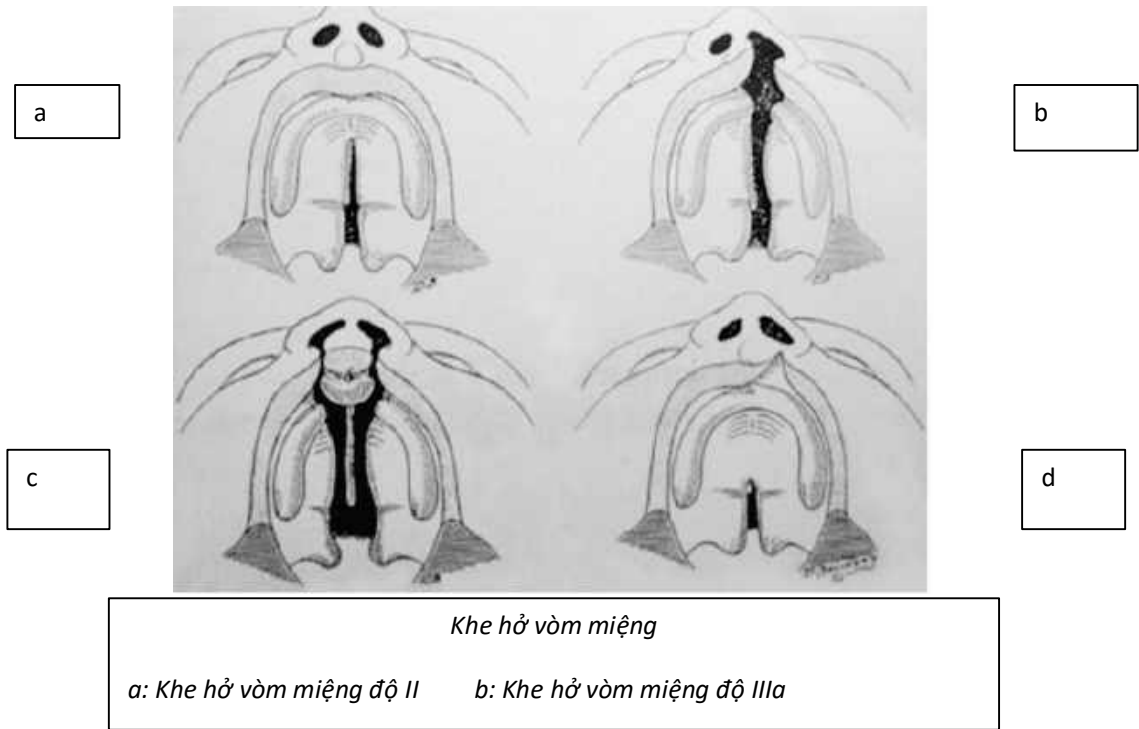 a
b
c
d
Khe hở vòm miệng
a: Khe hở vòm miệng độ II b: Khe hở vòm miệng độ IIIa